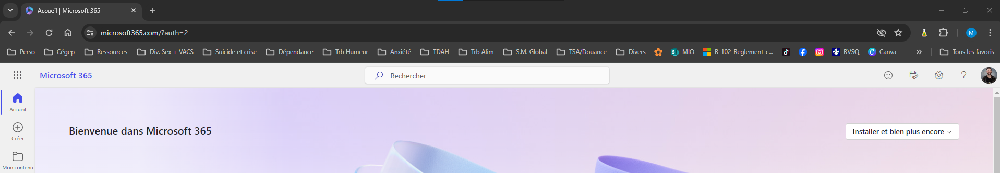 Accueil | Microsoft 365
microsoft365.com/?auth=2
M
Perso Cégep Ressources Div. Sex + VACS Suicide et crise Dépendance Trb Humeur Anxiété TDAH Trb Alim S.M. Global TSA/Douance Divers MIO R-102_Reglement-c... RVSQ Canva Tous les favoris
Microsoft 365 Rechercher
Accueil
Bienvenue dans Microsoft 365 Installer et bien plus encore
Créer
Mon contenu